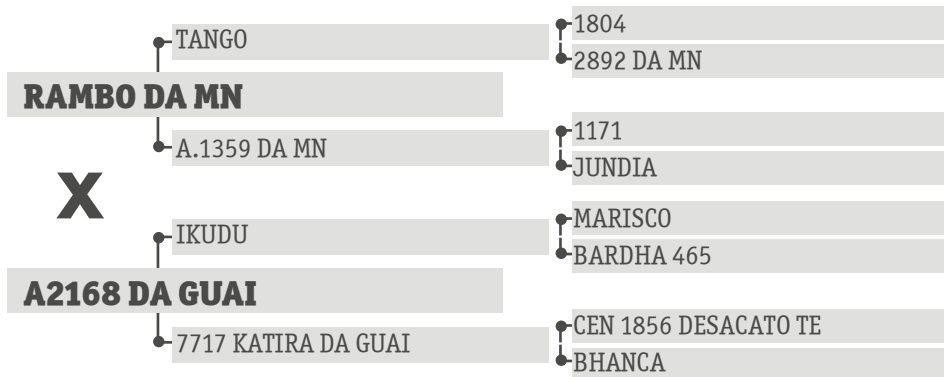 TANGO
1804
2892 DA MN
RAMBO DA MN
A.1359 DA MN
1171
JUNDIA
X
IKUDU
MARISCO
BARDHA 465
A2168 DA GUAI
7717 KATIRA DA GUAI
CEN 1856 DESACATO TE
BHANCA